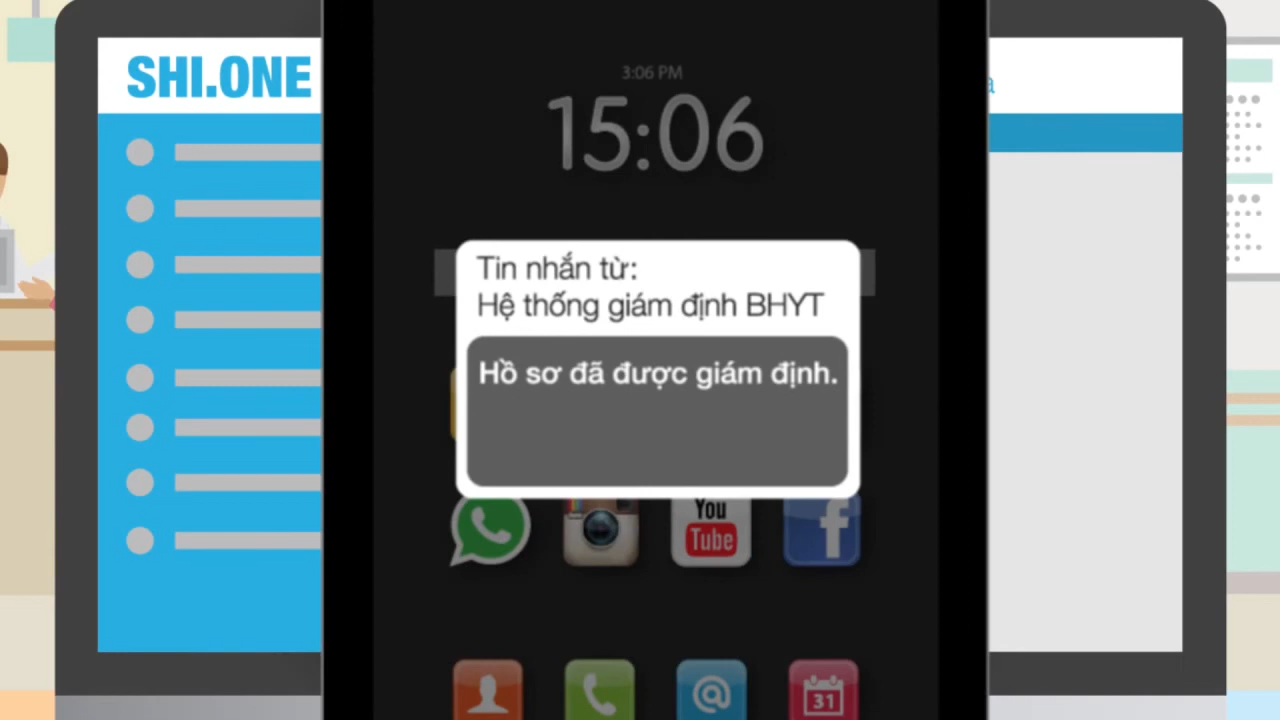 SHI.ONE
3:06 PM
15:06
Tin nhắn từ:
Hệ thống giám định BHYT
Hồ sơ đã được giám định.
You
Tube
f
@
31
a